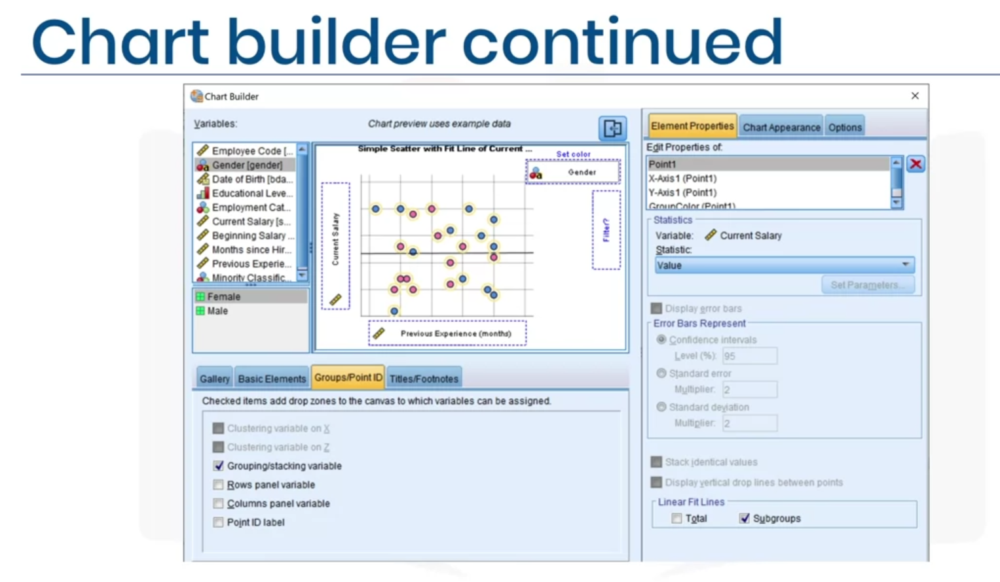 Chart builder continued
Chart Builder
Variables:
Chart preview uses example data
Employee Code [...
Gender [gender]
Date of Birth [bda...
Educational Leve...
Employment Cat...
Current Salary [s...
Beginning Salary ...
Months since Hir...
Previous Experie...
Minority Classific...
Female
Male
Simple Scatter with Fit Line of Current ...
Set color
Gender
Filter?
Current Salary
Previous Experience (months)
Gallery
Basic Elements
Groups/Point ID
Titles/Footnotes
Checked items add drop zones to the canvas to which variables can be assigned.
Clustering variable on X
Clustering variable on Z
Grouping/stacking variable
Rows panel variable
Columns panel variable
Point ID label
Element Properties
Chart Appearance
Options
Edit Properties of:
Point1
X-Axis1 (Point1)
Y-Axis1 (Point1)
GroupColor (Point1)
Statistics
Variable: Current Salary
Statistic:
Value
Set Parameters...
Display error bars
Error Bars Represent
Confidence intervals
Level (%): 95
Standard error
Multiplier: 2
Standard deviation
Multiplier: 2
Stack identical values
Display vertical drop lines between points
Linear Fit Lines
Total
Subgroups